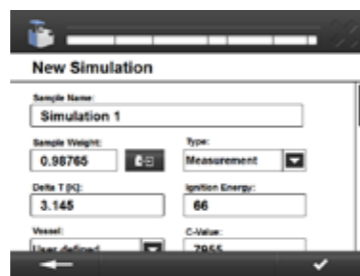 New Simulation
Sample Name:
Simulation 1
Sample Weight: Type:
0.98765 Measurement
Delta T [K]: Ignition Energy:
3.145 66
Vessel: C-Value:
User defined 7955